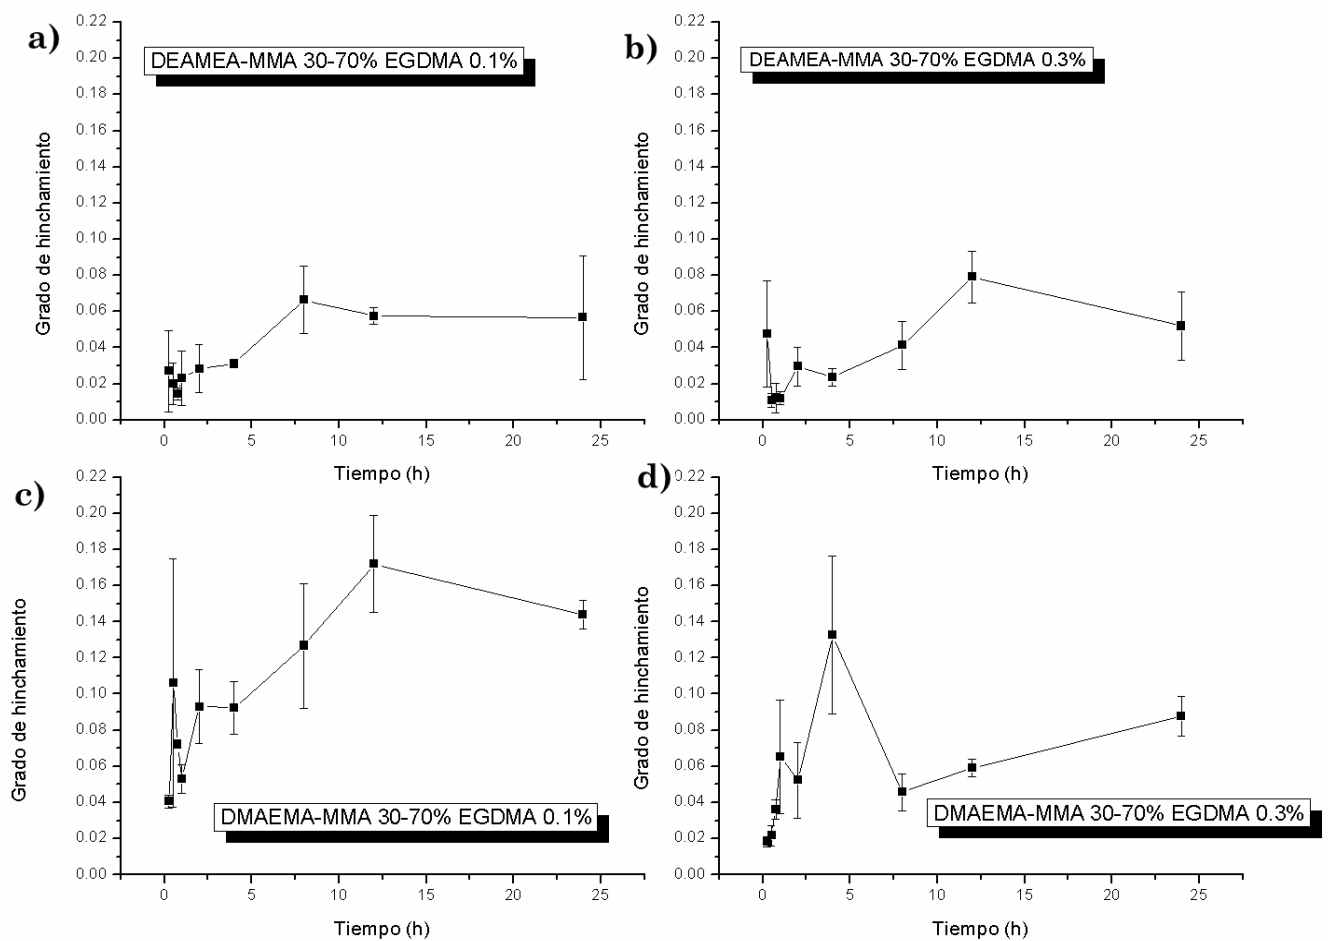 a)
DEAMEA-MMA 30-70% EGDMA 0.1%
Grado de hinchamiento
0.22
0.20
0.18
0.16
0.14
0.12
0.10
0.08
0.06
0.04
0.02
0.00
0 5 10 15 20 25
Tiempo (h)
b)
DEAMEA-MMA 30-70% EGDMA 0.3%
Grado de hinchamiento
0.22
0.20
0.18
0.16
0.14
0.12
0.10
0.08
0.06
0.04
0.02
0.00
0 5 10 15 20 25
Tiempo (h)
c)
Grado de hinchamiento
0.22
0.20
0.18
0.16
0.14
0.12
0.10
0.08
0.06
0.04
0.02
0.00
DMAEMA-MMA 30-70% EGDMA 0.1%
0 5 10 15 20 25
Tiempo (h)
d)
Grado de hinchamiento
0.22
0.20
0.18
0.16
0.14
0.12
0.10
0.08
0.06
0.04
0.02
0.00
DMAEMA-MMA 30-70% EGDMA 0.3%
0 5 10 15 20 25
Tiempo (h)